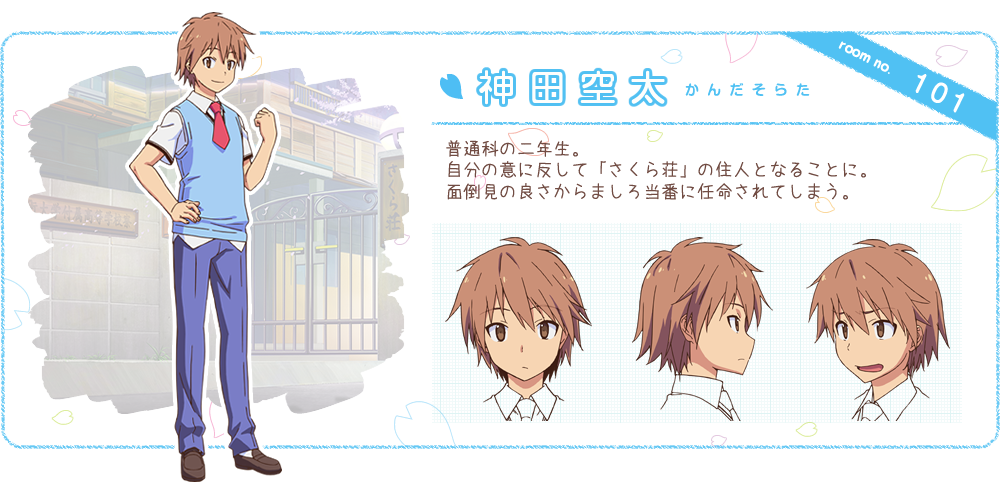 room no.
101
神田空太 かんだそらた
普通科の二年生。
自分の意に反して「さくら荘」の住人となることに。
面倒見の良さからましろ当番に任命されてしまう。
さくら荘